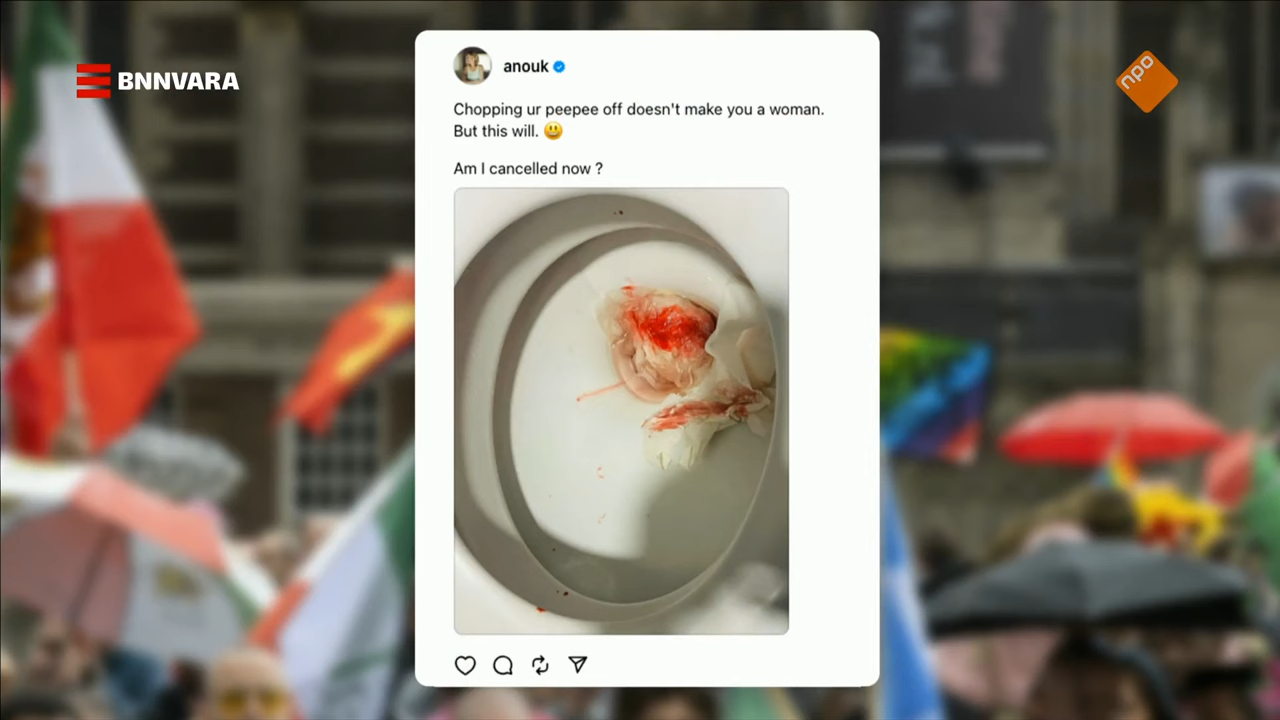 BNNVARA
npo
anouk
Chopping ur peepee off doesn't make you a woman.
But this will. 😃
Am I cancelled now ?